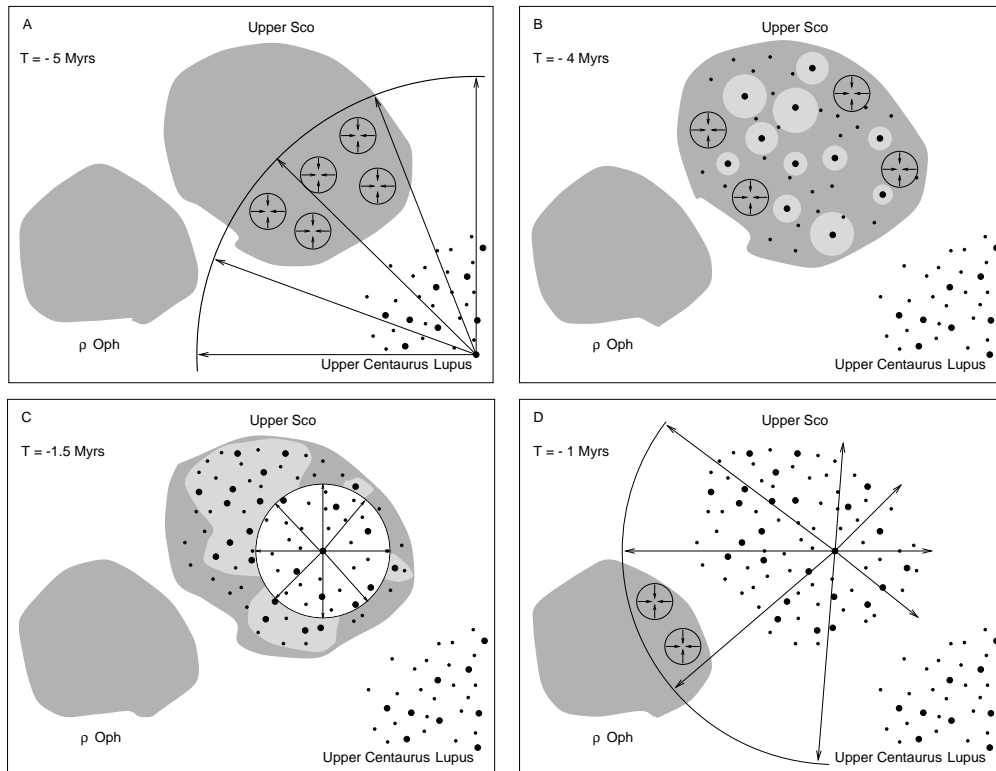 A
Upper Sco
T = - 5 Myrs
ρ Oph
Upper Centaurus Lupus
B
Upper Sco
T = - 4 Myrs
ρ Oph
Upper Centaurus Lupus
C
Upper Sco
T = -1.5 Myrs
ρ Oph
Upper Centaurus Lupus
D
Upper Sco
T = - 1 Myrs
ρ Oph
Upper Centaurus Lupus